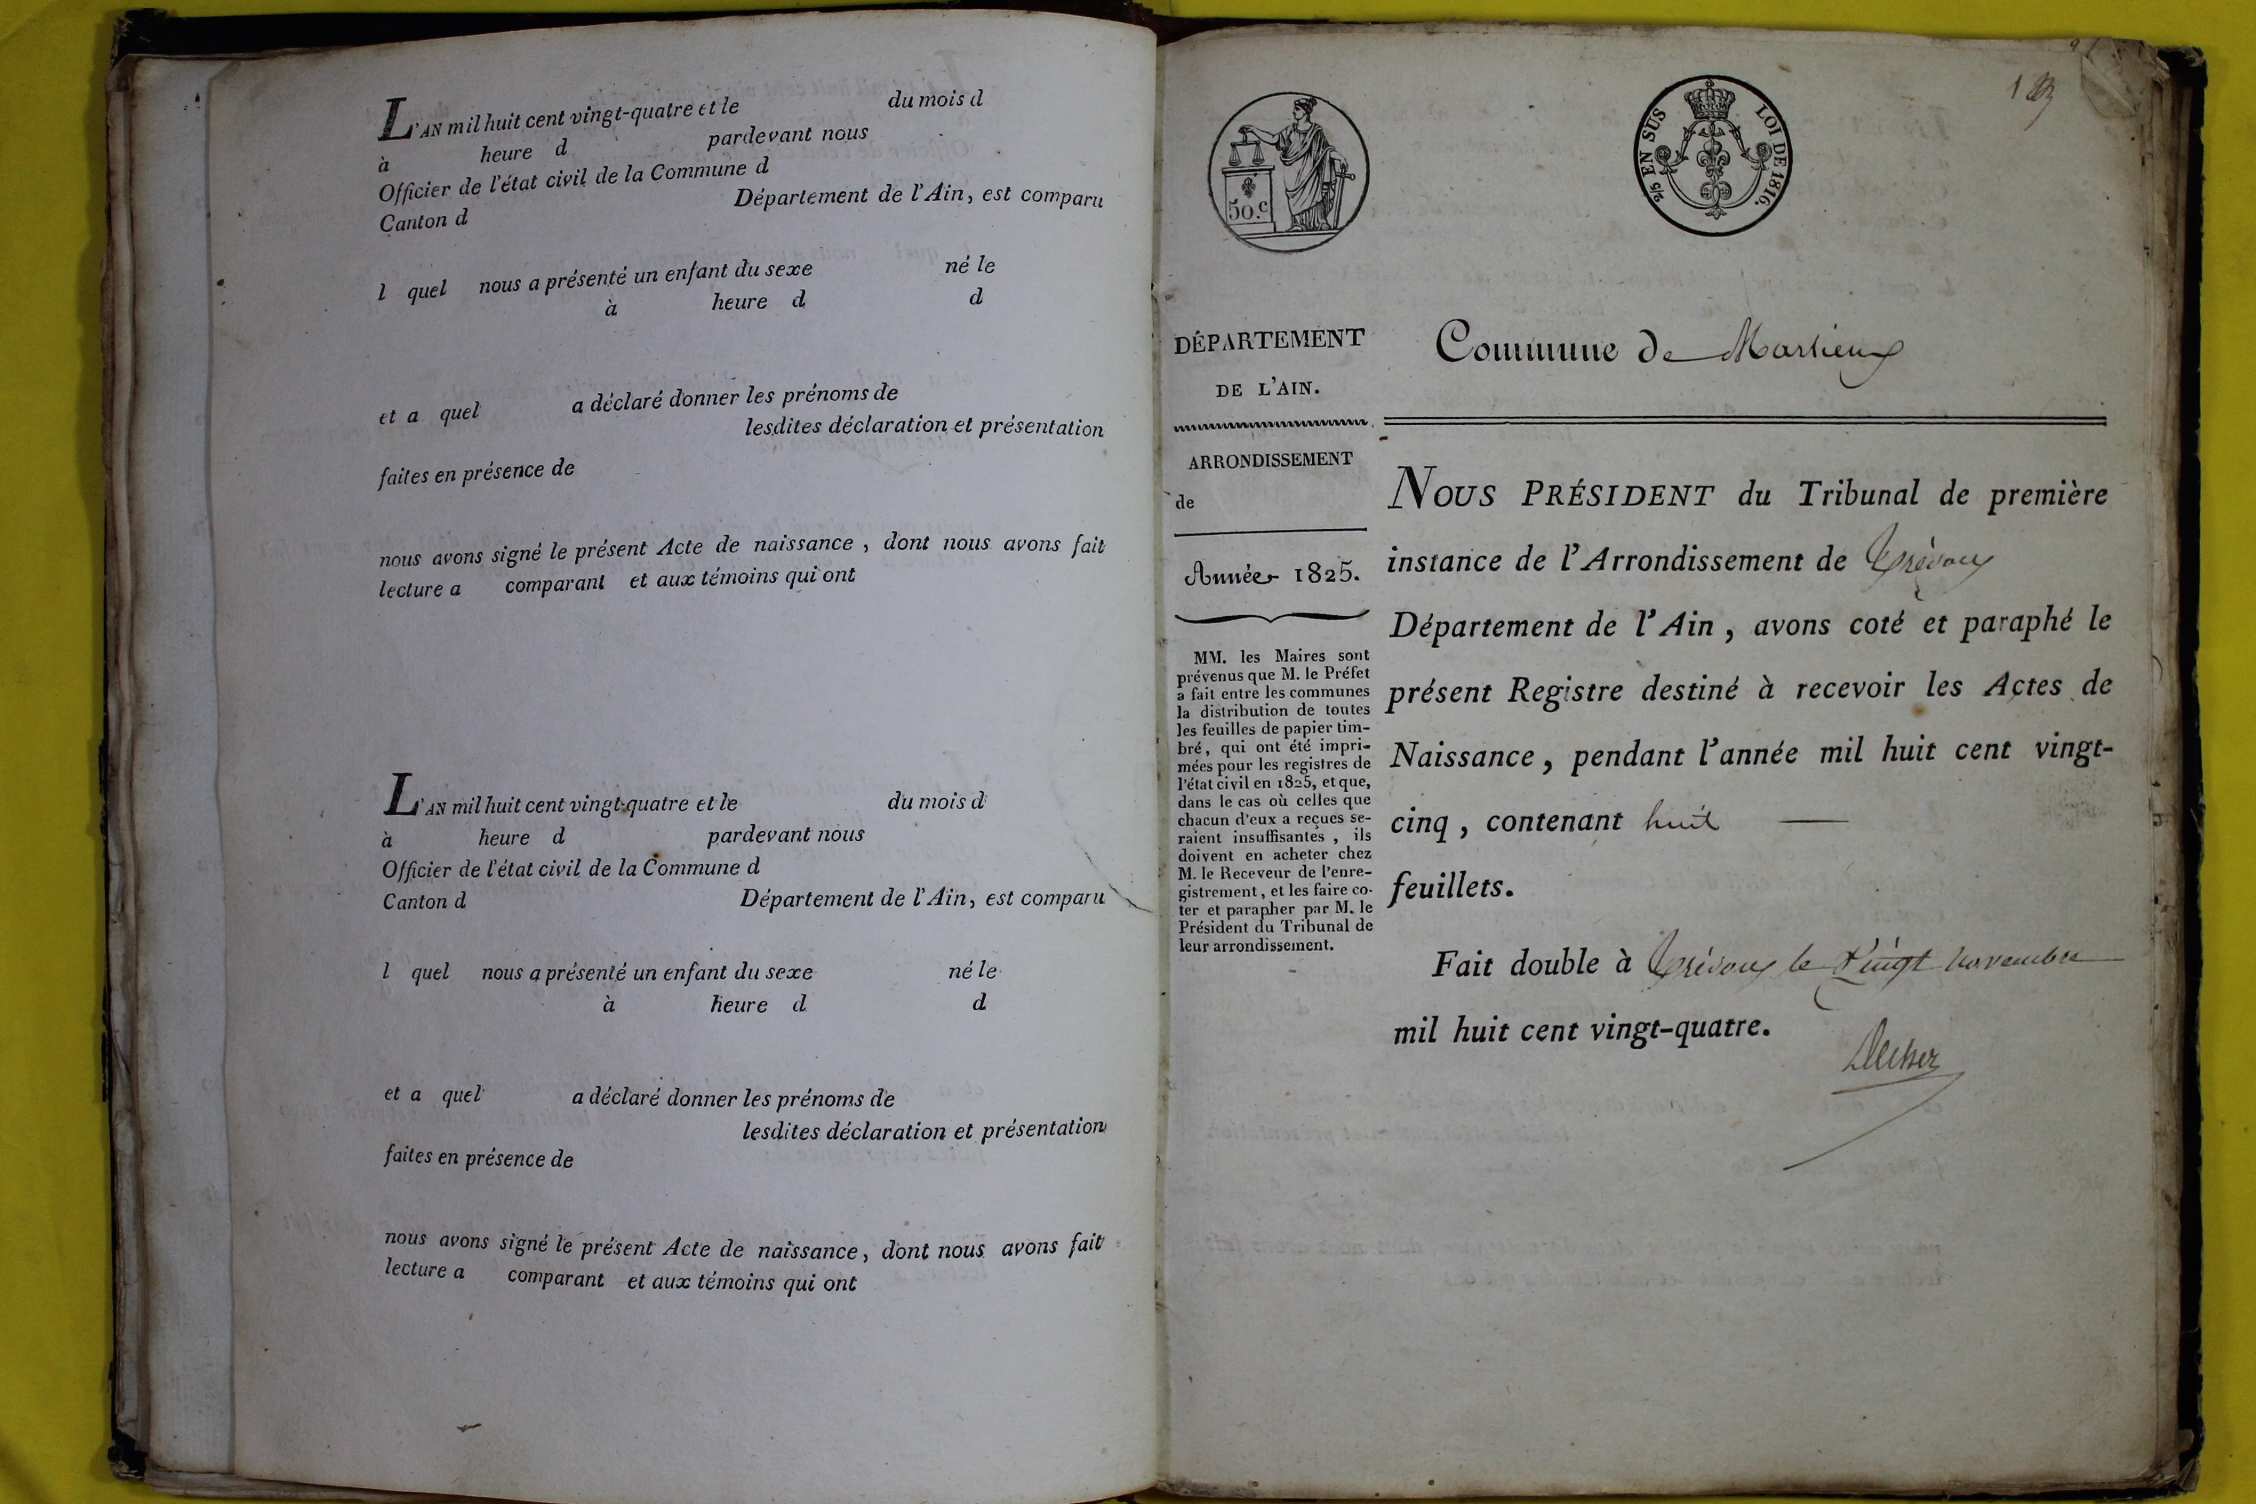 L'AN mil huit cent vingt-quatre et le du mois d
à heure d pardevant nous
Officier de l'état civil de la Commune d
Canton d Département de l'Ain, est comparu
l quel nous a présenté un enfant du sexe né le
à heure d d
et a quel a déclaré donner les prénoms de
lesdites déclaration et présentation
faites en présence de
nous avons signé le présent Acte de naissance, dont nous avons fait
lecture a comparant et aux témoins qui ont
L'AN mil huit cent vingt-quatre et le du mois d
à heure d pardevant nous
Officier de l'état civil de la Commune d
Canton d Département de l'Ain, est comparu
l quel nous a présenté un enfant du sexe né le
à heure d d
et a quel a déclaré donner les prénoms de
lesdites déclaration et présentation
faites en présence de
nous avons signé le présent Acte de naissance, dont nous avons fait
lecture a comparant et aux témoins qui ont
50.c
2/5 EN SUS LOI DE 1816.
1
DÉPARTEMENT
DE L'AIN.
ARRONDISSEMENT
de
Année 1825.
MM. les Maires sont
prévenus que M. le Préfet
a fait entre les communes
la distribution de toutes
les feuilles de papier tim-
bré, qui ont été impri-
mées pour les registres de
l'état civil en 1825, et que,
dans le cas où celles que
chacun d'eux a reçues se-
raient insuffisantes, ils
doivent en acheter chez
M. le Receveur de l'enre-
gistrement, et les faire co-
ter et parapher par M. le
Président du Tribunal de
leur arrondissement.
Commune de Marlieux
NOUS PRÉSIDENT du Tribunal de première
instance de l'Arrondissement de Trévoux
Département de l'Ain, avons coté et paraphé le
présent Registre destiné à recevoir les Actes de
Naissance, pendant l'année mil huit cent vingt-
cinq, contenant huit
feuillets.
Fait double à Trévoux le vingt novembre
mil huit cent vingt-quatre.